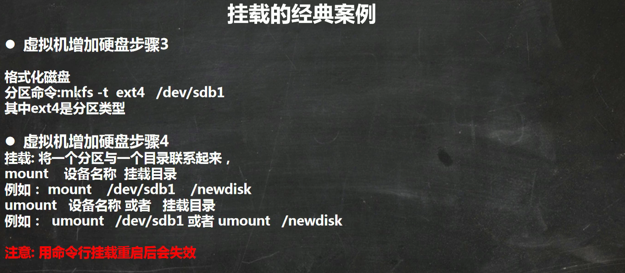 挂载的经典案例
● 虚拟机增加硬盘步骤3
格式化磁盘
分区命令:mkfs -t ext4 /dev/sdb1
其中ext4是分区类型
● 虚拟机增加硬盘步骤4
挂载: 将一个分区与一个目录联系起来，
mount 设备名称 挂载目录
例如： mount /dev/sdb1 /newdisk
umount 设备名称 或者 挂载目录
例如： umount /dev/sdb1 或者 umount /newdisk
注意: 用命令行挂载重启后会失效